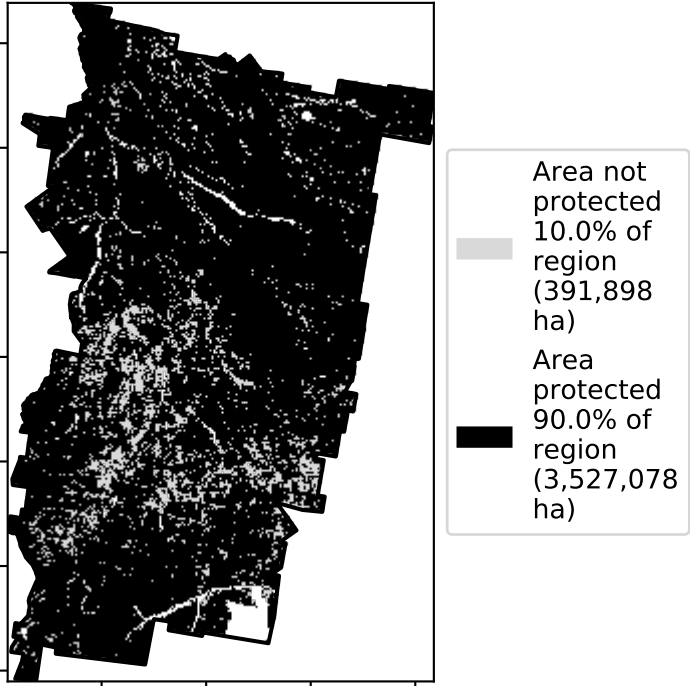 Area not
protected
10.0% of
region
(391,898
ha)
Area
protected
90.0% of
region
(3,527,078
ha)